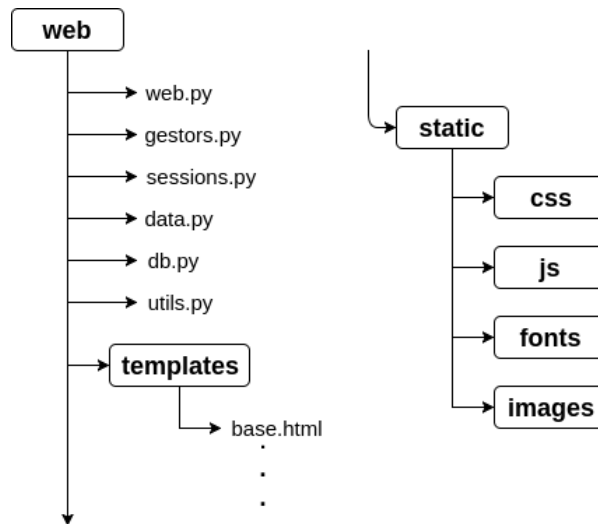 web
web.py
gestors.py
sessions.py
data.py
db.py
utils.py
templates
base.html
static
css
js
fonts
images